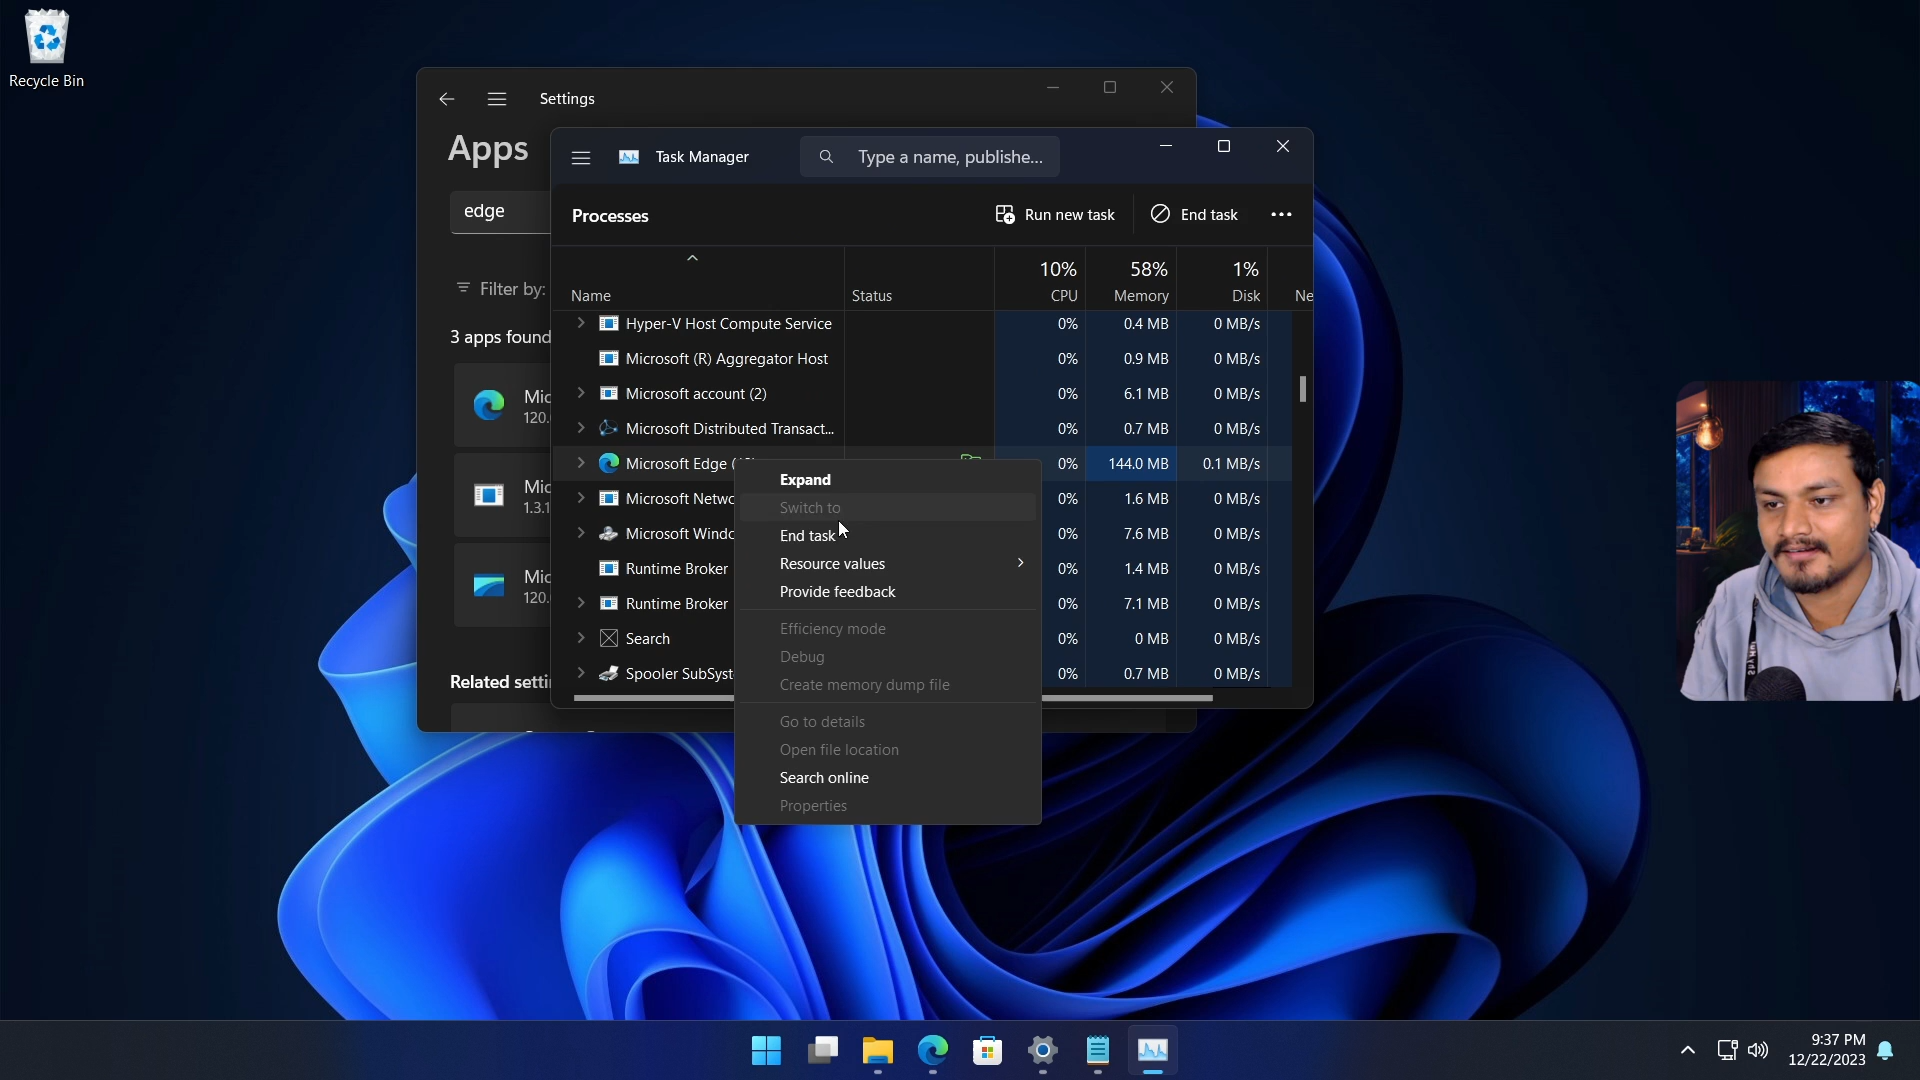 Recycle Bin
Settings
Apps
edge
Filter by:
3 apps found
120.
1.3.1
120.
Task Manager
Type a name, publishe...
Processes
Run new task
End task
10% 58% 1%
Name Status CPU Memory Disk
Hyper-V Host Compute Service 0% 0.4 MB 0 MB/s
Microsoft (R) Aggregator Host 0% 0.9 MB 0 MB/s
Microsoft account (2) 0% 6.1 MB 0 MB/s
Microsoft Distributed Transact... 0% 0.7 MB 0 MB/s
Microsoft Edge 0% 144.0 MB 0.1 MB/s
Microsoft 0% 1.6 MB 0 MB/s
Microsoft 0% 7.6 MB 0 MB/s
Runtime Broker 0% 1.4 MB 0 MB/s
Runtime Broker 0% 7.1 MB 0 MB/s
Search 0% 0 MB 0 MB/s
Spooler 0% 0.7 MB 0 MB/s
Expand
Switch to
End task
Resource values
Provide feedback
Efficiency mode
Debug
Create memory dump file
Go to details
Open file location
Search online
Properties
Related
9:37 PM
12/22/2023